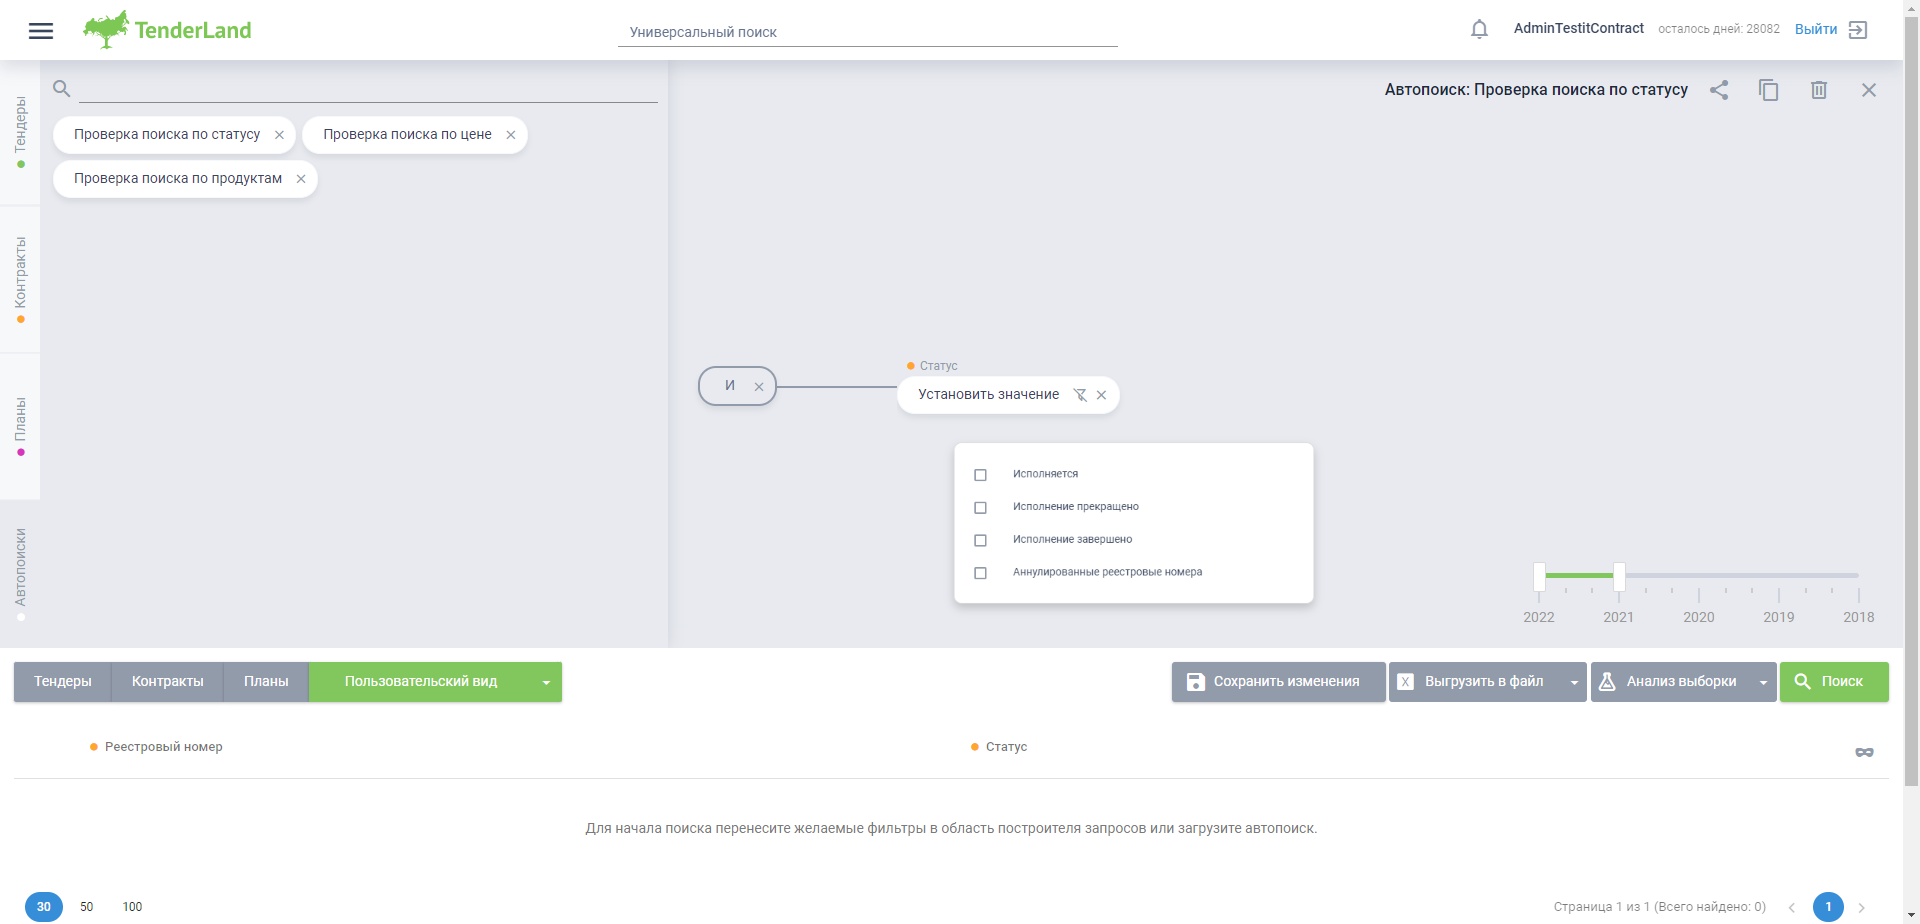 TenderLand
Универсальный поиск
AdminTestitContract
осталось дней: 28082
Выйти
Тендеры
Контракты
Планы
Автопоиски
Проверка поиска по статусу
Проверка поиска по цене
Проверка поиска по продуктам
Автопоиск: Проверка поиска по статусу
И
Статус
Установить значение
Исполняется
Исполнение прекращено
Исполнение завершено
Аннулированные реестровые номера
2022 2021 2020 2019 2018
Тендеры Контракты Планы Пользовательский вид
Сохранить изменения X Выгрузить в файл Анализ выборки Поиск
Реестровый номер Статус
Для начала поиска перенесите желаемые фильтры в область построителя запросов или загрузите автопоиск.
30 50 100
Страница 1 из 1 (Всего найдено: 0) 1